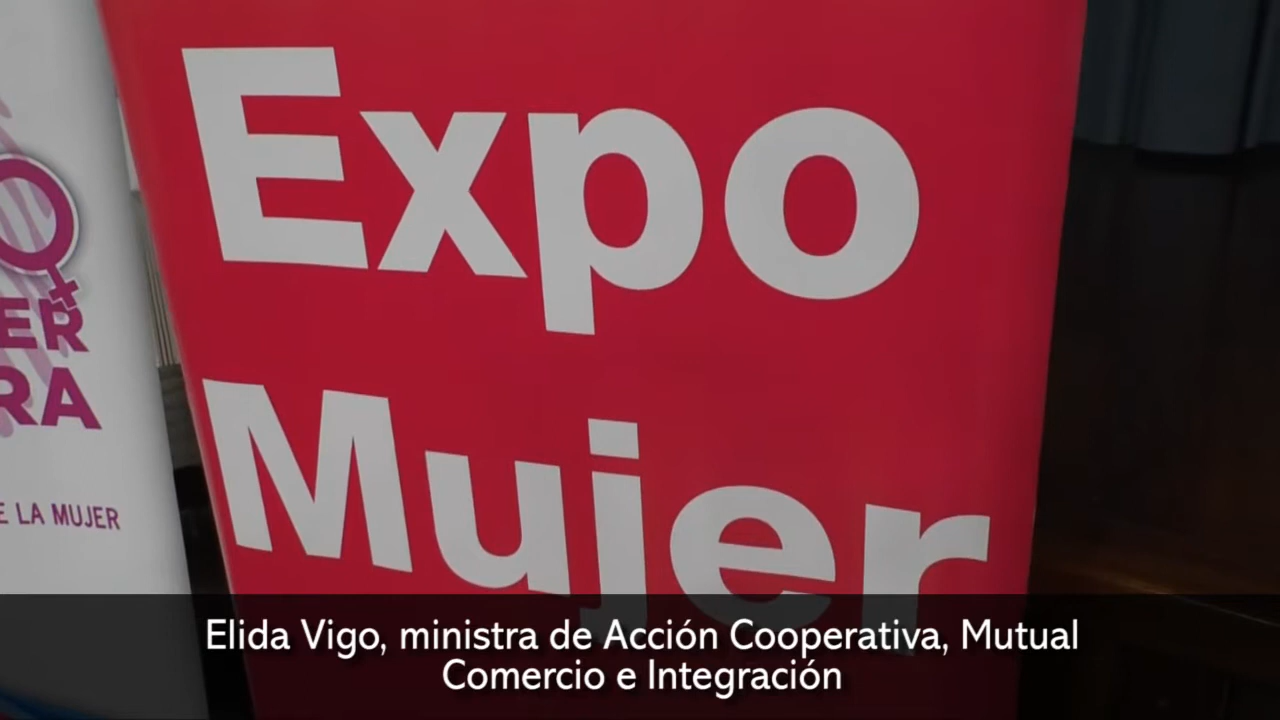 Expo
Mujer
ER
RA
E LA MUJER
Elida Vigo, ministra de Acción Cooperativa, Mutual
Comercio e Integración